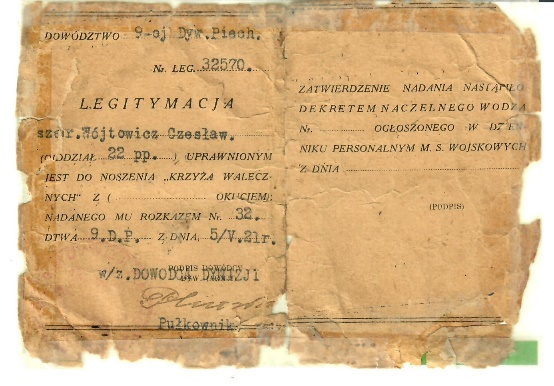 DOWÓDZTWO 9-ej Dyw.Piech.
Nr. LEG. 32570.
LEGITYMACJA
szer. Wójtowicz Czesław.
(ODDZIAŁ 22 pp. ) UPRAWNIONYM
JEST DO NOSZENIA „KRZYŻA WALECZ-
NYCH" Z ( OKUCIEM);
NADANEGO MU ROZKAZEM Nr. 32.
DTWA 9.D.P. Z DNIA, 5/V.21r.
PODPIS DOWÓDCY
w/z.DOWÓDCA DYWIZJI
Pułkownik
ZATWIERDZENIE NADANIA NASTĄPIŁO
DEKRETEM NACZELNEGO WODZA
Nr. OGŁOSZONEGO W DZIEN-
NIKU PERSONALNYM M. S. WOJSKOWYCH
Z DNIA
(PODPIS)